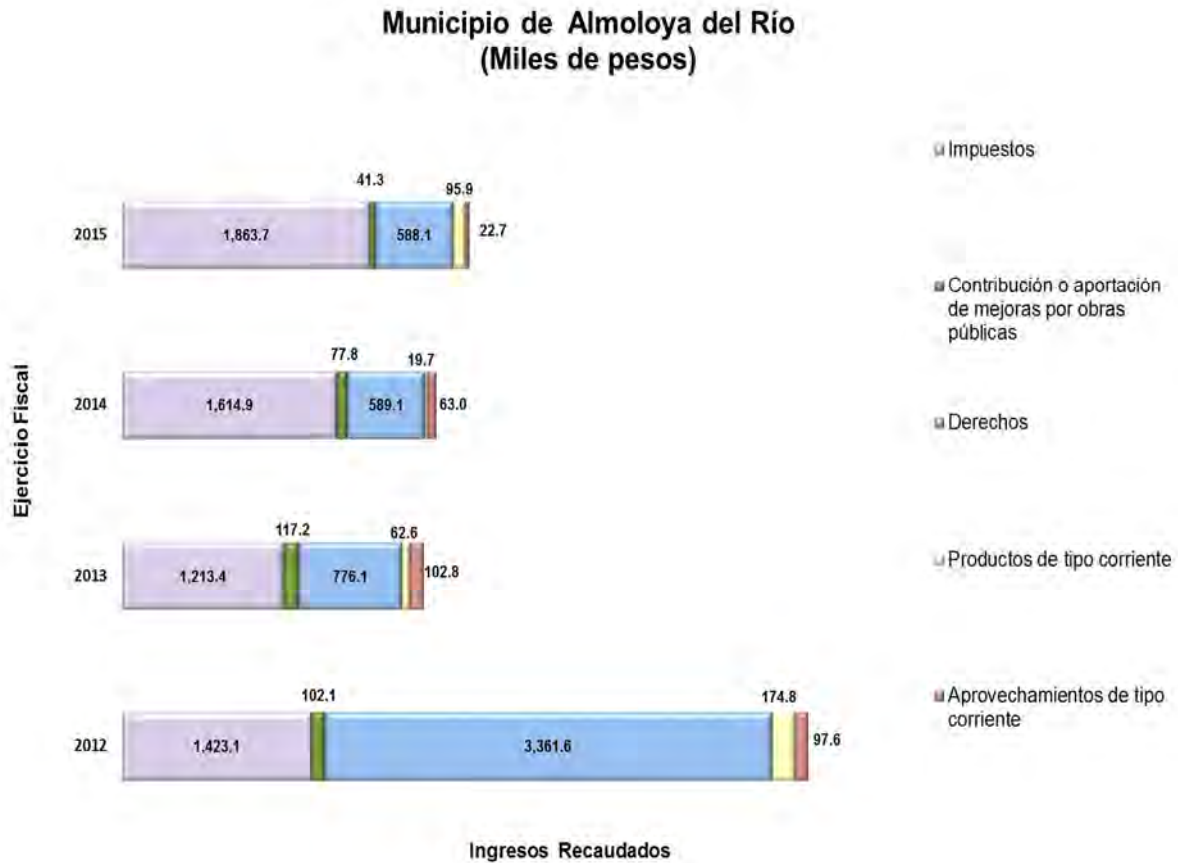 Municipio de Almoloya del Río
(Miles de pesos)
Impuestos
41.3
95.9
2015
1,863.7
588.1
22.7
Contribución o aportación
de mejoras por obras
públicas
77.8
19.7
2014
1,614.9
589.1
63.0
Derechos
Ejercicio Fiscal
117.2
62.6
2013
1,213.4
776.1
102.8
Productos de tipo corriente
102.1
174.8
Aprovechamientos de tipo
corriente
2012
1,423.1
3,361.6
97.6
Ingresos Recaudados